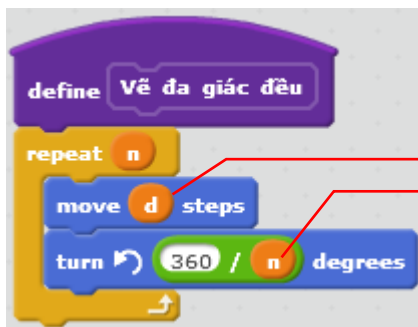 define Vẽ đa giác đều
repeat n
move d steps
turn 360 / n degrees